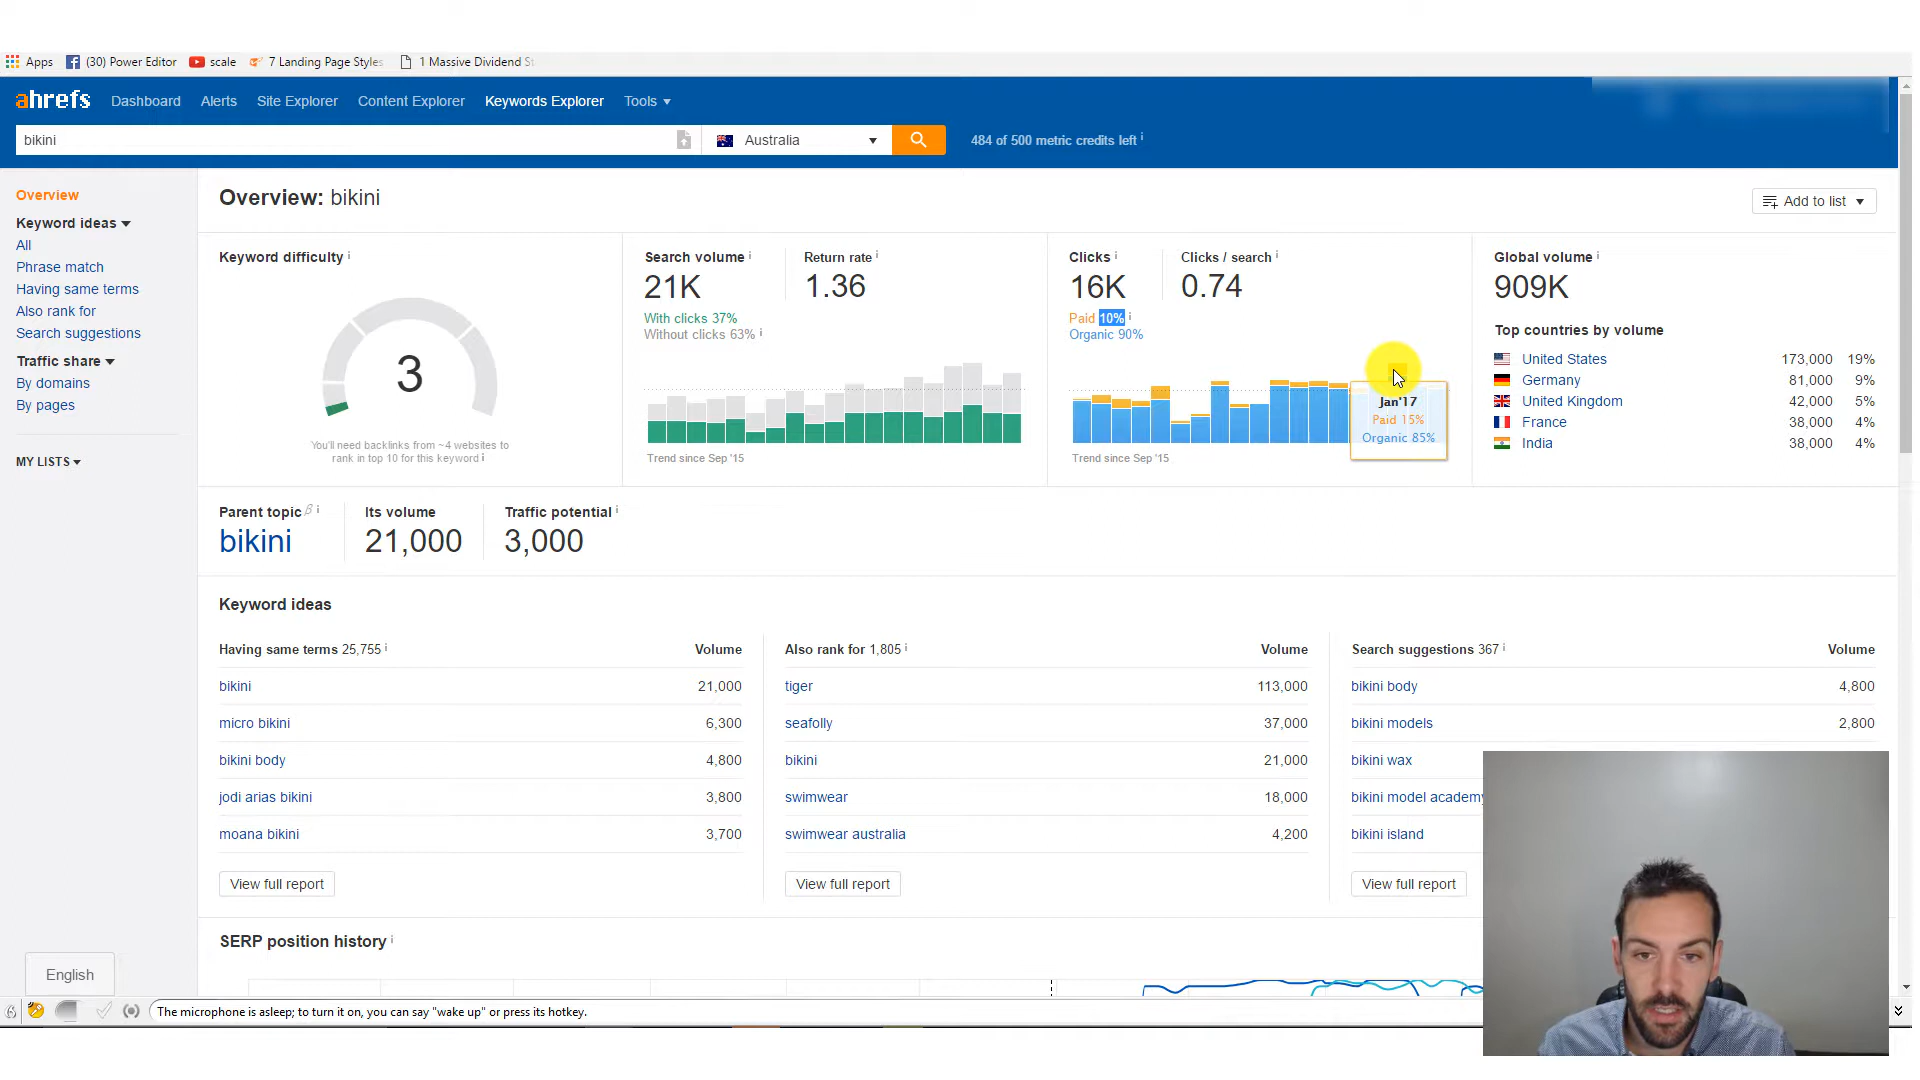 Apps (30) Power Editor scale 7 Landing Page Styles 1 Massive Dividend St
ahrefs Dashboard Alerts Site Explorer Content Explorer Keywords Explorer Tools
bikini Australia 484 of 500 metric credits left i
Overview
Keyword ideas
All
Phrase match
Having same terms
Also rank for
Search suggestions
Traffic share
By domains
By pages
MY LISTS
Overview: bikini
Add to list
Keyword difficulty i
3
You'll need backlinks from ~4 websites to
rank in top 10 for this keyword i
Search volume i
21K
With clicks 37%
Without clicks 63% i
Return rate i
1.36
Trend since Sep '15
Clicks i
16K
Paid 10% i
Organic 90%
Clicks / search i
0.74
Jan'17
Paid 15%
Organic 85%
Trend since Sep '15
Global volume i
909K
Top countries by volume
United States 173,000 19%
Germany 81,000 9%
United Kingdom 42,000 5%
France 38,000 4%
India 38,000 4%
Parent topic β i
bikini
Its volume
21,000
Traffic potential i
3,000
Keyword ideas
Having same terms 25,755 i Volume
bikini 21,000
micro bikini 6,300
bikini body 4,800
jodi arias bikini 3,800
moana bikini 3,700
View full report
Also rank for 1,805 i Volume
tiger 113,000
seafolly 37,000
bikini 21,000
swimwear 18,000
swimwear australia 4,200
View full report
Search suggestions 367 i Volume
bikini body 4,800
bikini models 2,800
bikini wax
bikini model academy
bikini island
View full report
SERP position history i
English
The microphone is asleep; to turn it on, you can say "wake up" or press its hotkey.